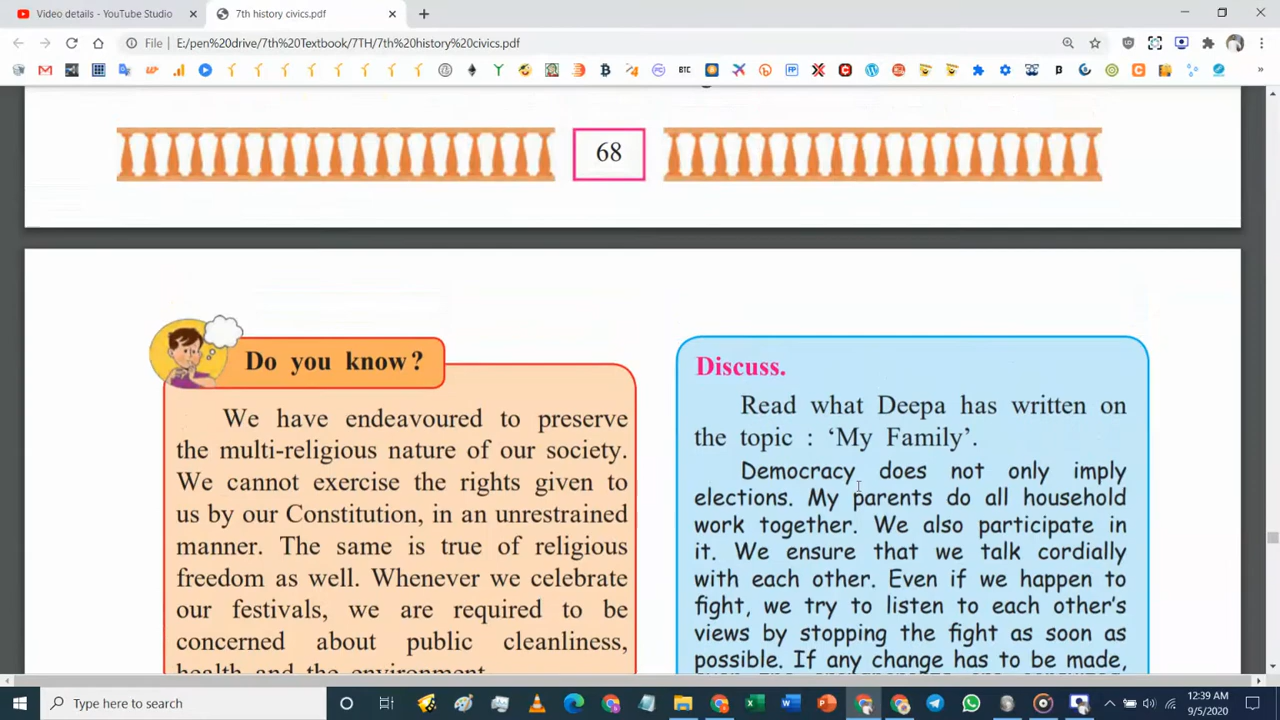 Video details - YouTube Studio
7th history civics.pdf
File
E:/pen%20drive/7th%20Textbook/7TH/7th%20history%20civics.pdf
68
Do you know?
We have endeavoured to preserve
the multi-religious nature of our society.
We cannot exercise the rights given to
us by our Constitution, in an unrestrained
manner. The same is true of religious
freedom as well. Whenever we celebrate
our festivals, we are required to be
concerned about public cleanliness,
health and the environment.
Discuss.
Read what Deepa has written on
the topic : ‘My Family’.
Democracy does not only imply
elections. My parents do all household
work together. We also participate in
it. We ensure that we talk cordially
with each other. Even if we happen to
fight, we try to listen to each other's
views by stopping the fight as soon as
possible. If any change has to be made,
Type here to search
12:39 AM
9/5/2020